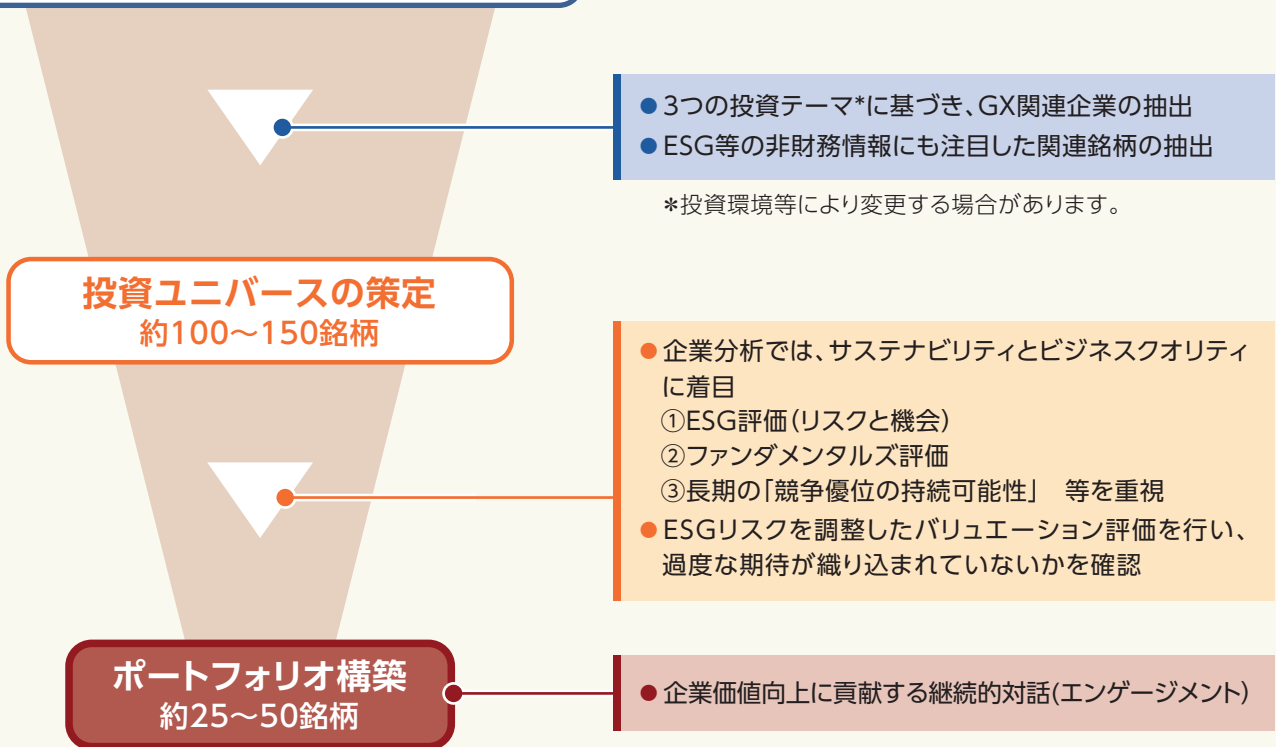 ●3つの投資テーマ*に基づき、GX関連企業の抽出
●ESG等の非財務情報にも注目した関連銘柄の抽出
*投資環境等により変更する場合があります。
投資ユニバースの策定
約100～150銘柄
●企業分析では、サステナビリティとビジネスクオリティ
に着目
①ESG評価(リスクと機会)
②ファンダメンタルズ評価
③長期の「競争優位の持続可能性」 等を重視
●ESGリスクを調整したバリュエーション評価を行い、
過度な期待が織り込まれていないかを確認
ポートフォリオ構築
約25～50銘柄
●企業価値向上に貢献する継続的対話(エンゲージメント)